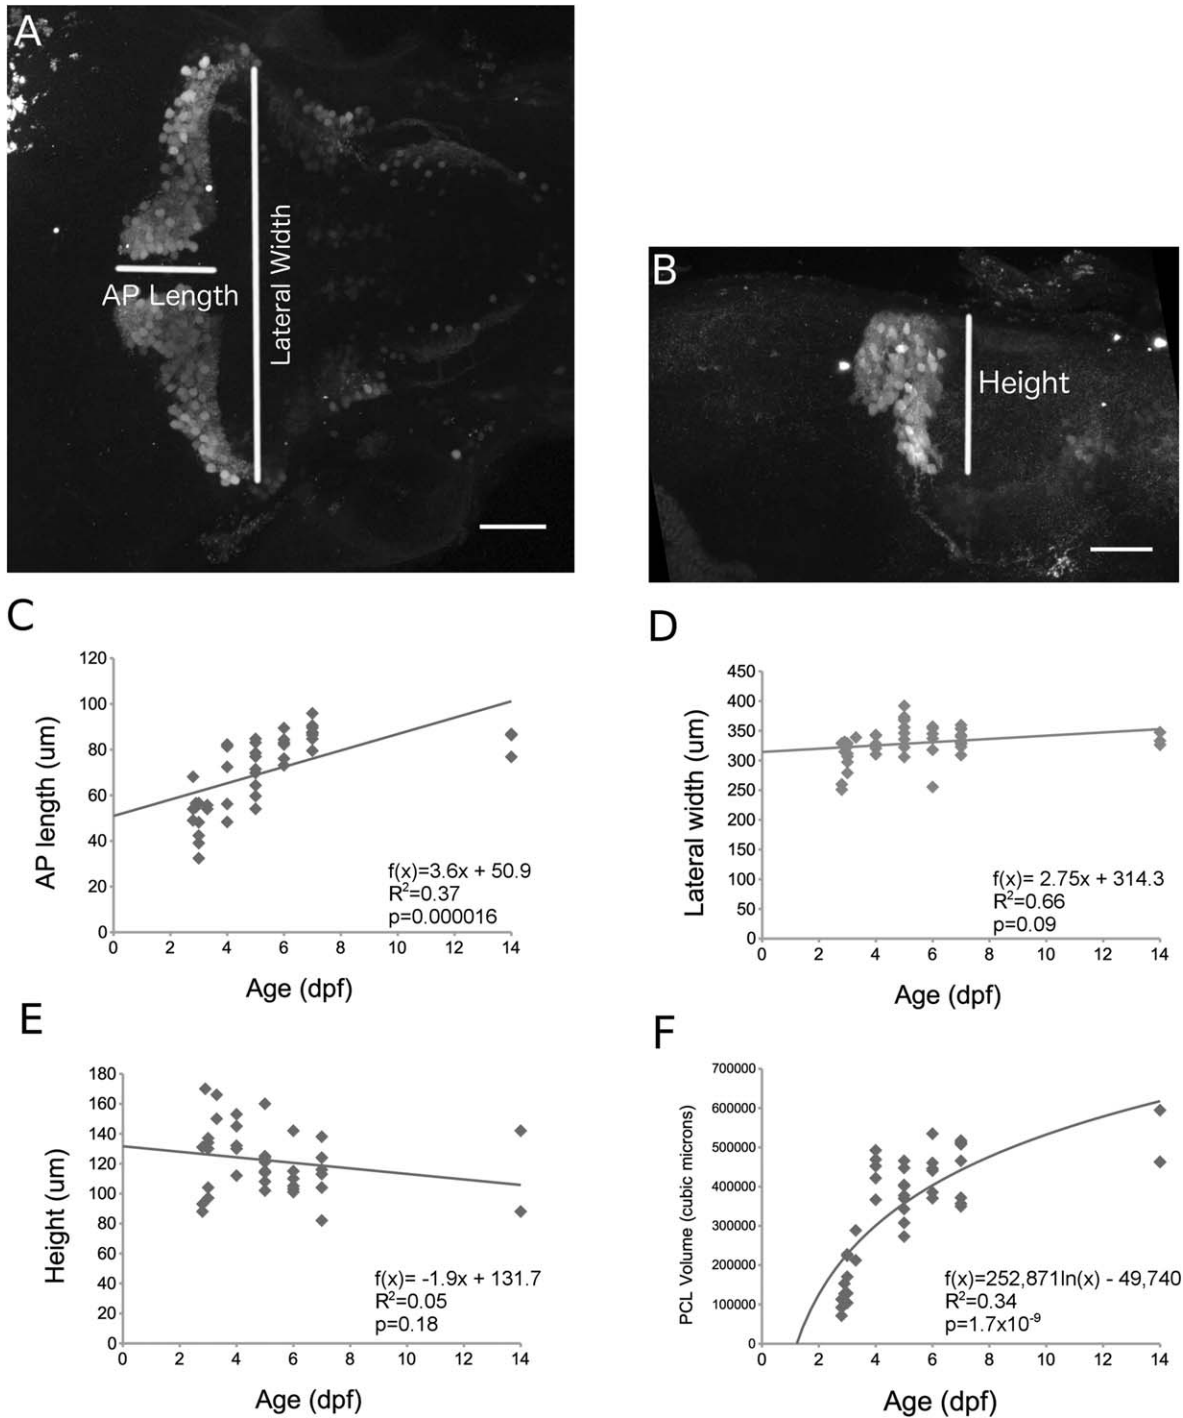 A
Lateral Width
AP Length
B
Height
C
120
100
80
60
40
20
0
AP length (um)
f(x)=3.6x + 50.9
R²=0.37
p=0.000016
0 2 4 6 8 10 12 14
Age (dpf)
D
450
400
350
300
250
200
150
100
50
0
Lateral width (um)
f(x)= 2.75x + 314.3
R²=0.66
p=0.09
0 2 4 6 8 10 12 14
Age (dpf)
E
180
160
140
120
100
80
60
40
20
0
Height (um)
f(x)= -1.9x + 131.7
R²=0.05
p=0.18
0 2 4 6 8 10 12 14
Age (dpf)
F
700000
600000
500000
400000
300000
200000
100000
0
PCL Volume (cubic microns)
f(x)=252,871ln(x) - 49,740
R²=0.34
p=1.7x10⁻⁹
0 2 4 6 8 10 12 14
Age (dpf)